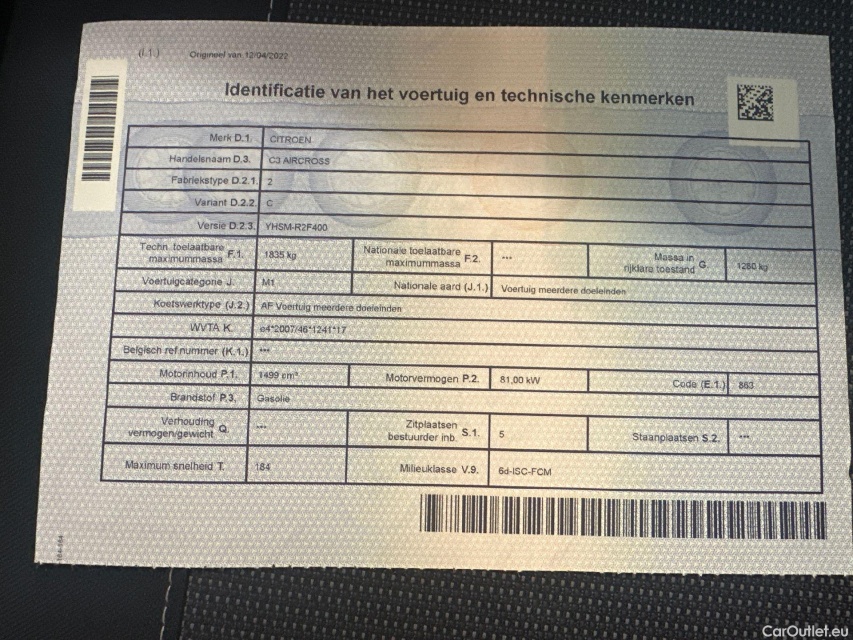 (I.1.) Origineel van 12/04/2022
Identificatie van het voertuig en technische kenmerken
Merk D.1. CITROEN
Handelsnaam D.3. C3 AIRCROSS
Fabriekstype D.2.1. 2
Variant D.2.2. C
Versie D.2.3. YHSM-R2F400
Techn. toelaatbare maximummassa F.1. 1835 kg Nationale toelaatbare maximummassa F.2. *** Massa in rijklare toestand G 1280 kg
Voertuigcategorie J. M1 Nationale aard (J.1.) Voertuig meerdere doeleinden
Koetswerktype (J.2.) AF Voertuig meerdere doeleinden
WVTA K. e4*2007/46*1241*17
Belgisch ref nummer (K.1.) ***
Motorinhoud P.1. 1499 cm³ Motorvermogen P.2. 81,00 kW Code (E.1.) 863
Brandstof P.3. Gasolie
Verhouding vermogen/gewicht Q. *** Zitplaatsen bestuurder inb. S.1. 5 Staanplaatsen S.2. ***
Maximum snelheid T. 184 Milieuklasse V.9. 6d-ISC-FCM
CarOutlet.eu